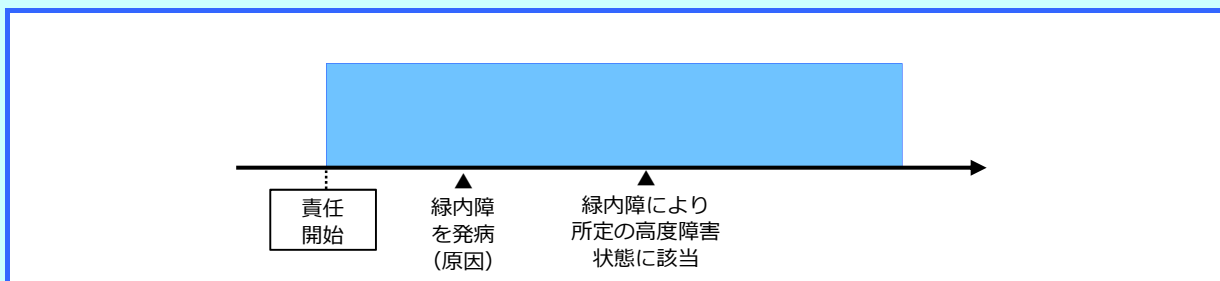 責任
開始
▲
緑内障
を発病
(原因)
▲
緑内障により
所定の高度障害
状態に該当